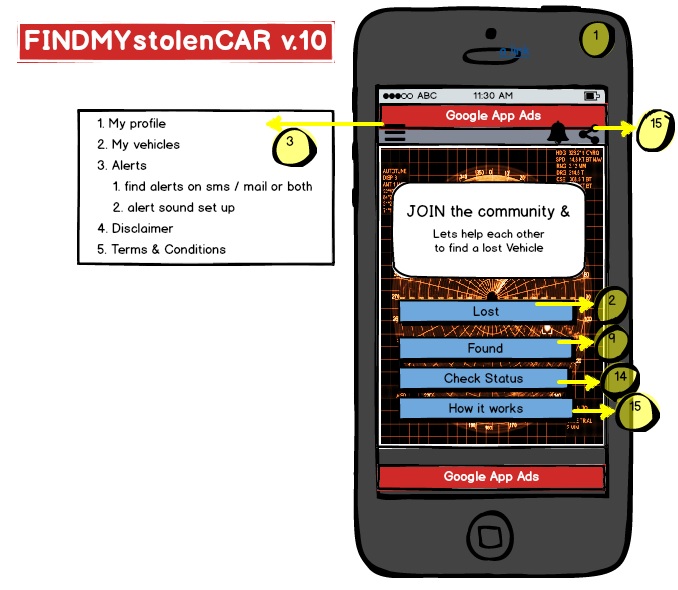 FINDMYstolenCAR v.10
1
ABC 11:30 AM
Google App Ads
15
1. My profile
2. My vehicles
3. Alerts
1. find alerts on sms / mail or both
2. alert sound set up
4. Disclaimer
5. Terms & Conditions
3
JOIN the community &
Lets help each other
to find a lost Vehicle
Lost
2
Found
9
Check Status
14
How it works
15
Google App Ads